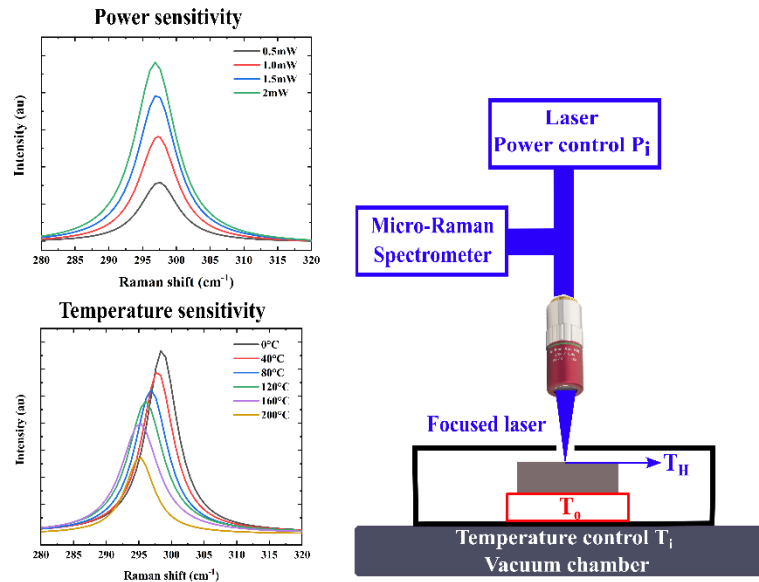 Power sensitivity
0.5mW
1.0mW
1.5mW
2mW
Intensity (au)
280 285 290 295 300 305 310 315 320
Raman shift (cm⁻¹)
Temperature sensitivity
0°C
40°C
80°C
120°C
160°C
200°C
Intensity (au)
280 285 290 295 300 305 310 315 320
Raman shift (cm⁻¹)
Laser
Power control Pᵢ
Micro-Raman
Spectrometer
Focused laser
T_H
T_o
Temperature control Tᵢ
Vacuum chamber